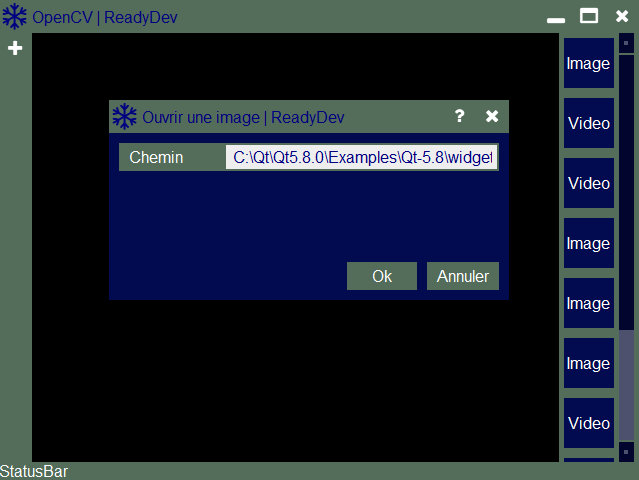 OpenCV | ReadyDev
Image
Ouvrir une image | ReadyDev
?
Chemin C:\Qt\Qt5.8.0\Examples\Qt-5.8\widget
Video
Video
Image
Ok Annuler
Image
Image
Video
StatusBar